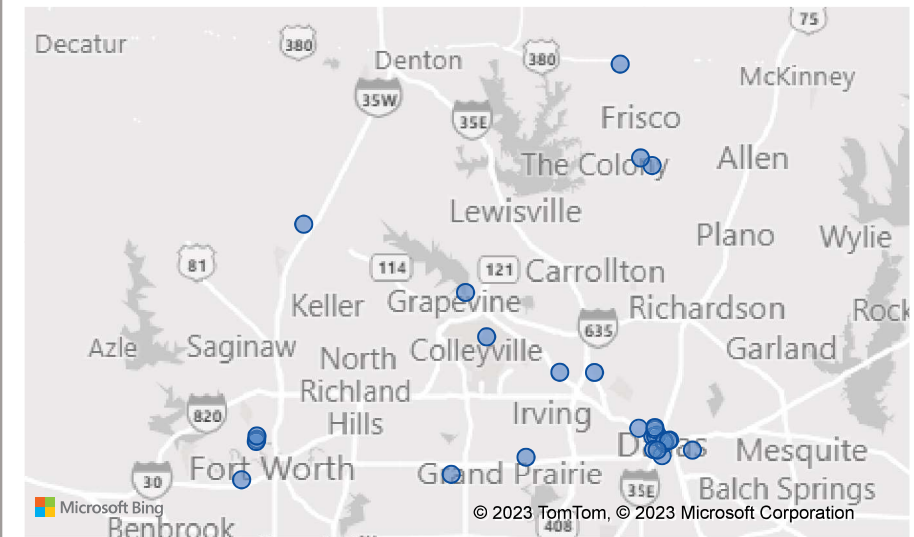 75
Decatur
380
Denton
380
McKinney
35W
35E
Frisco
The Colony
Allen
Lewisville
Plano
Wylie
81
114
121
Carrollton
Keller
Grapevine
Richardson
Rock
635
Azle
Saginaw
North
Richland
Hills
Colleyville
Garland
820
Irving
Dallas
Mesquite
Fort Worth
Grand Prairie
30
35E
Balch Springs
Microsoft Bing
© 2023 TomTom, © 2023 Microsoft Corporation
Benbrook
408